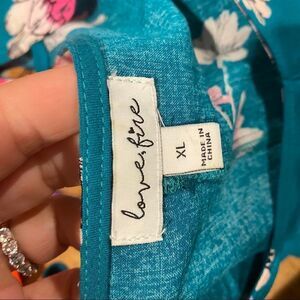 love, fire
XL
MADE IN
CHINA